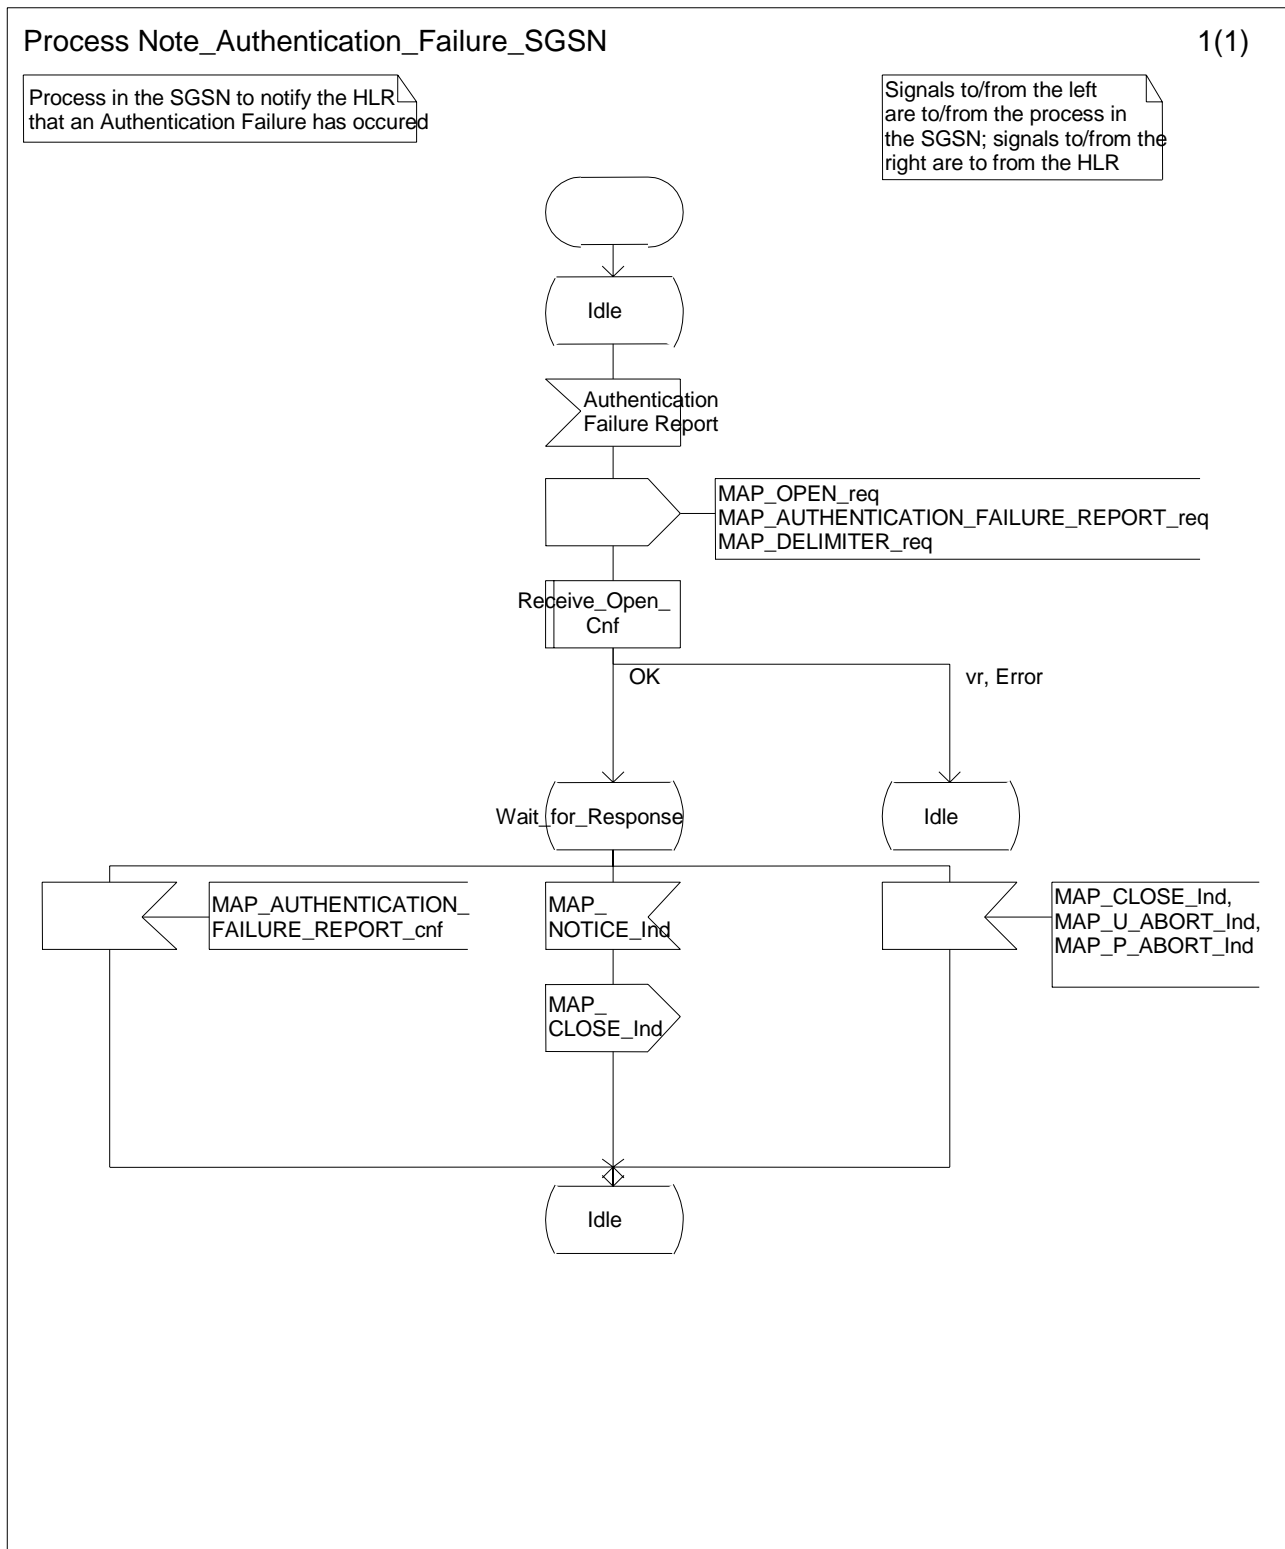 Process Note_Authentication_Failure_SGSN
1(1)
Process in the SGSN to notify the HLR
that an Authentication Failure has occured
Signals to/from the left
are to/from the process in
the SGSN; signals to/from the
right are to from the HLR
Idle
Authentication
Failure Report
MAP_OPEN_req
MAP_AUTHENTICATION_FAILURE_REPORT_req
MAP_DELIMITER_req
Receive_Open_
Cnf
OK
vr, Error
Wait_for_Response
Idle
MAP_AUTHENTICATION_
FAILURE_REPORT_cnf
MAP_
NOTICE_Ind
MAP_CLOSE_Ind,
MAP_U_ABORT_Ind,
MAP_P_ABORT_Ind
MAP_
CLOSE_Ind
Idle